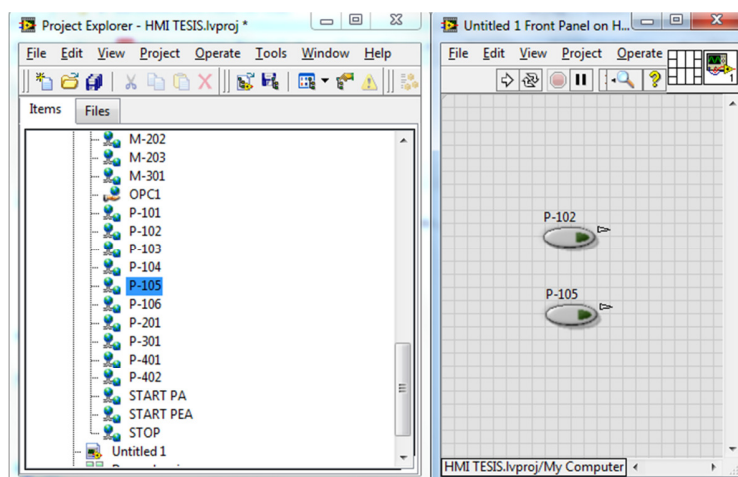 Project Explorer - HMI TESIS.lvproj *
File Edit View Project Operate Tools Window Help
Items Files
M-202
M-203
M-301
OPC1
P-101
P-102
P-103
P-104
P-105
P-106
P-201
P-301
P-401
P-402
START PA
START PEA
STOP
Untitled 1
Untitled 1 Front Panel on H...
File Edit View Project Operate
1
P-102
P-105
HMI TESIS.lvproj/My Computer